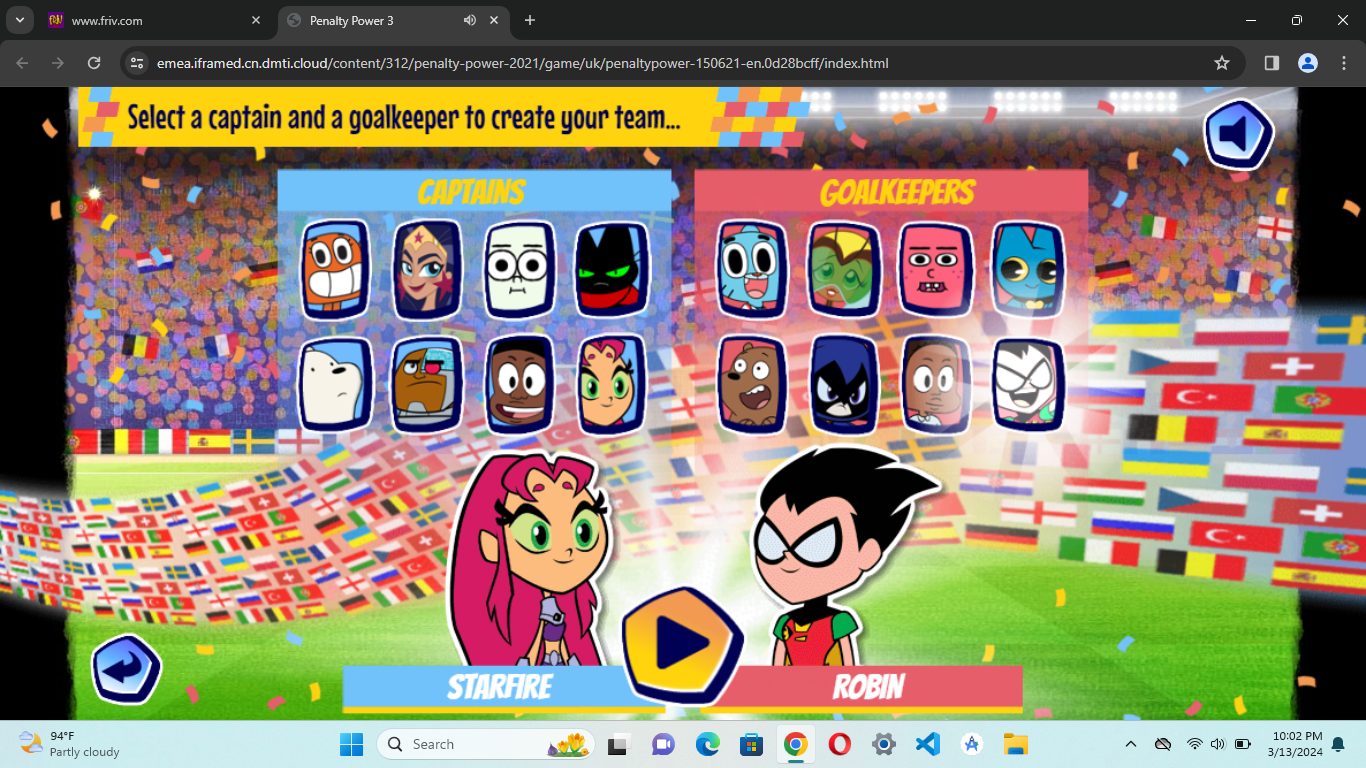 www.friv.com
Penalty Power 3
emea.iframed.cn.dmti.cloud/content/312/penalty-power-2021/game/uk/penaltypower-150621-en.0d28bcff/index.html
Select a captain and a goalkeeper to create your team...
CAPTAINS
GOALKEEPERS
STARFIRE
ROBIN
94°F
Partly cloudy
Search
10:02 PM
3/13/2024